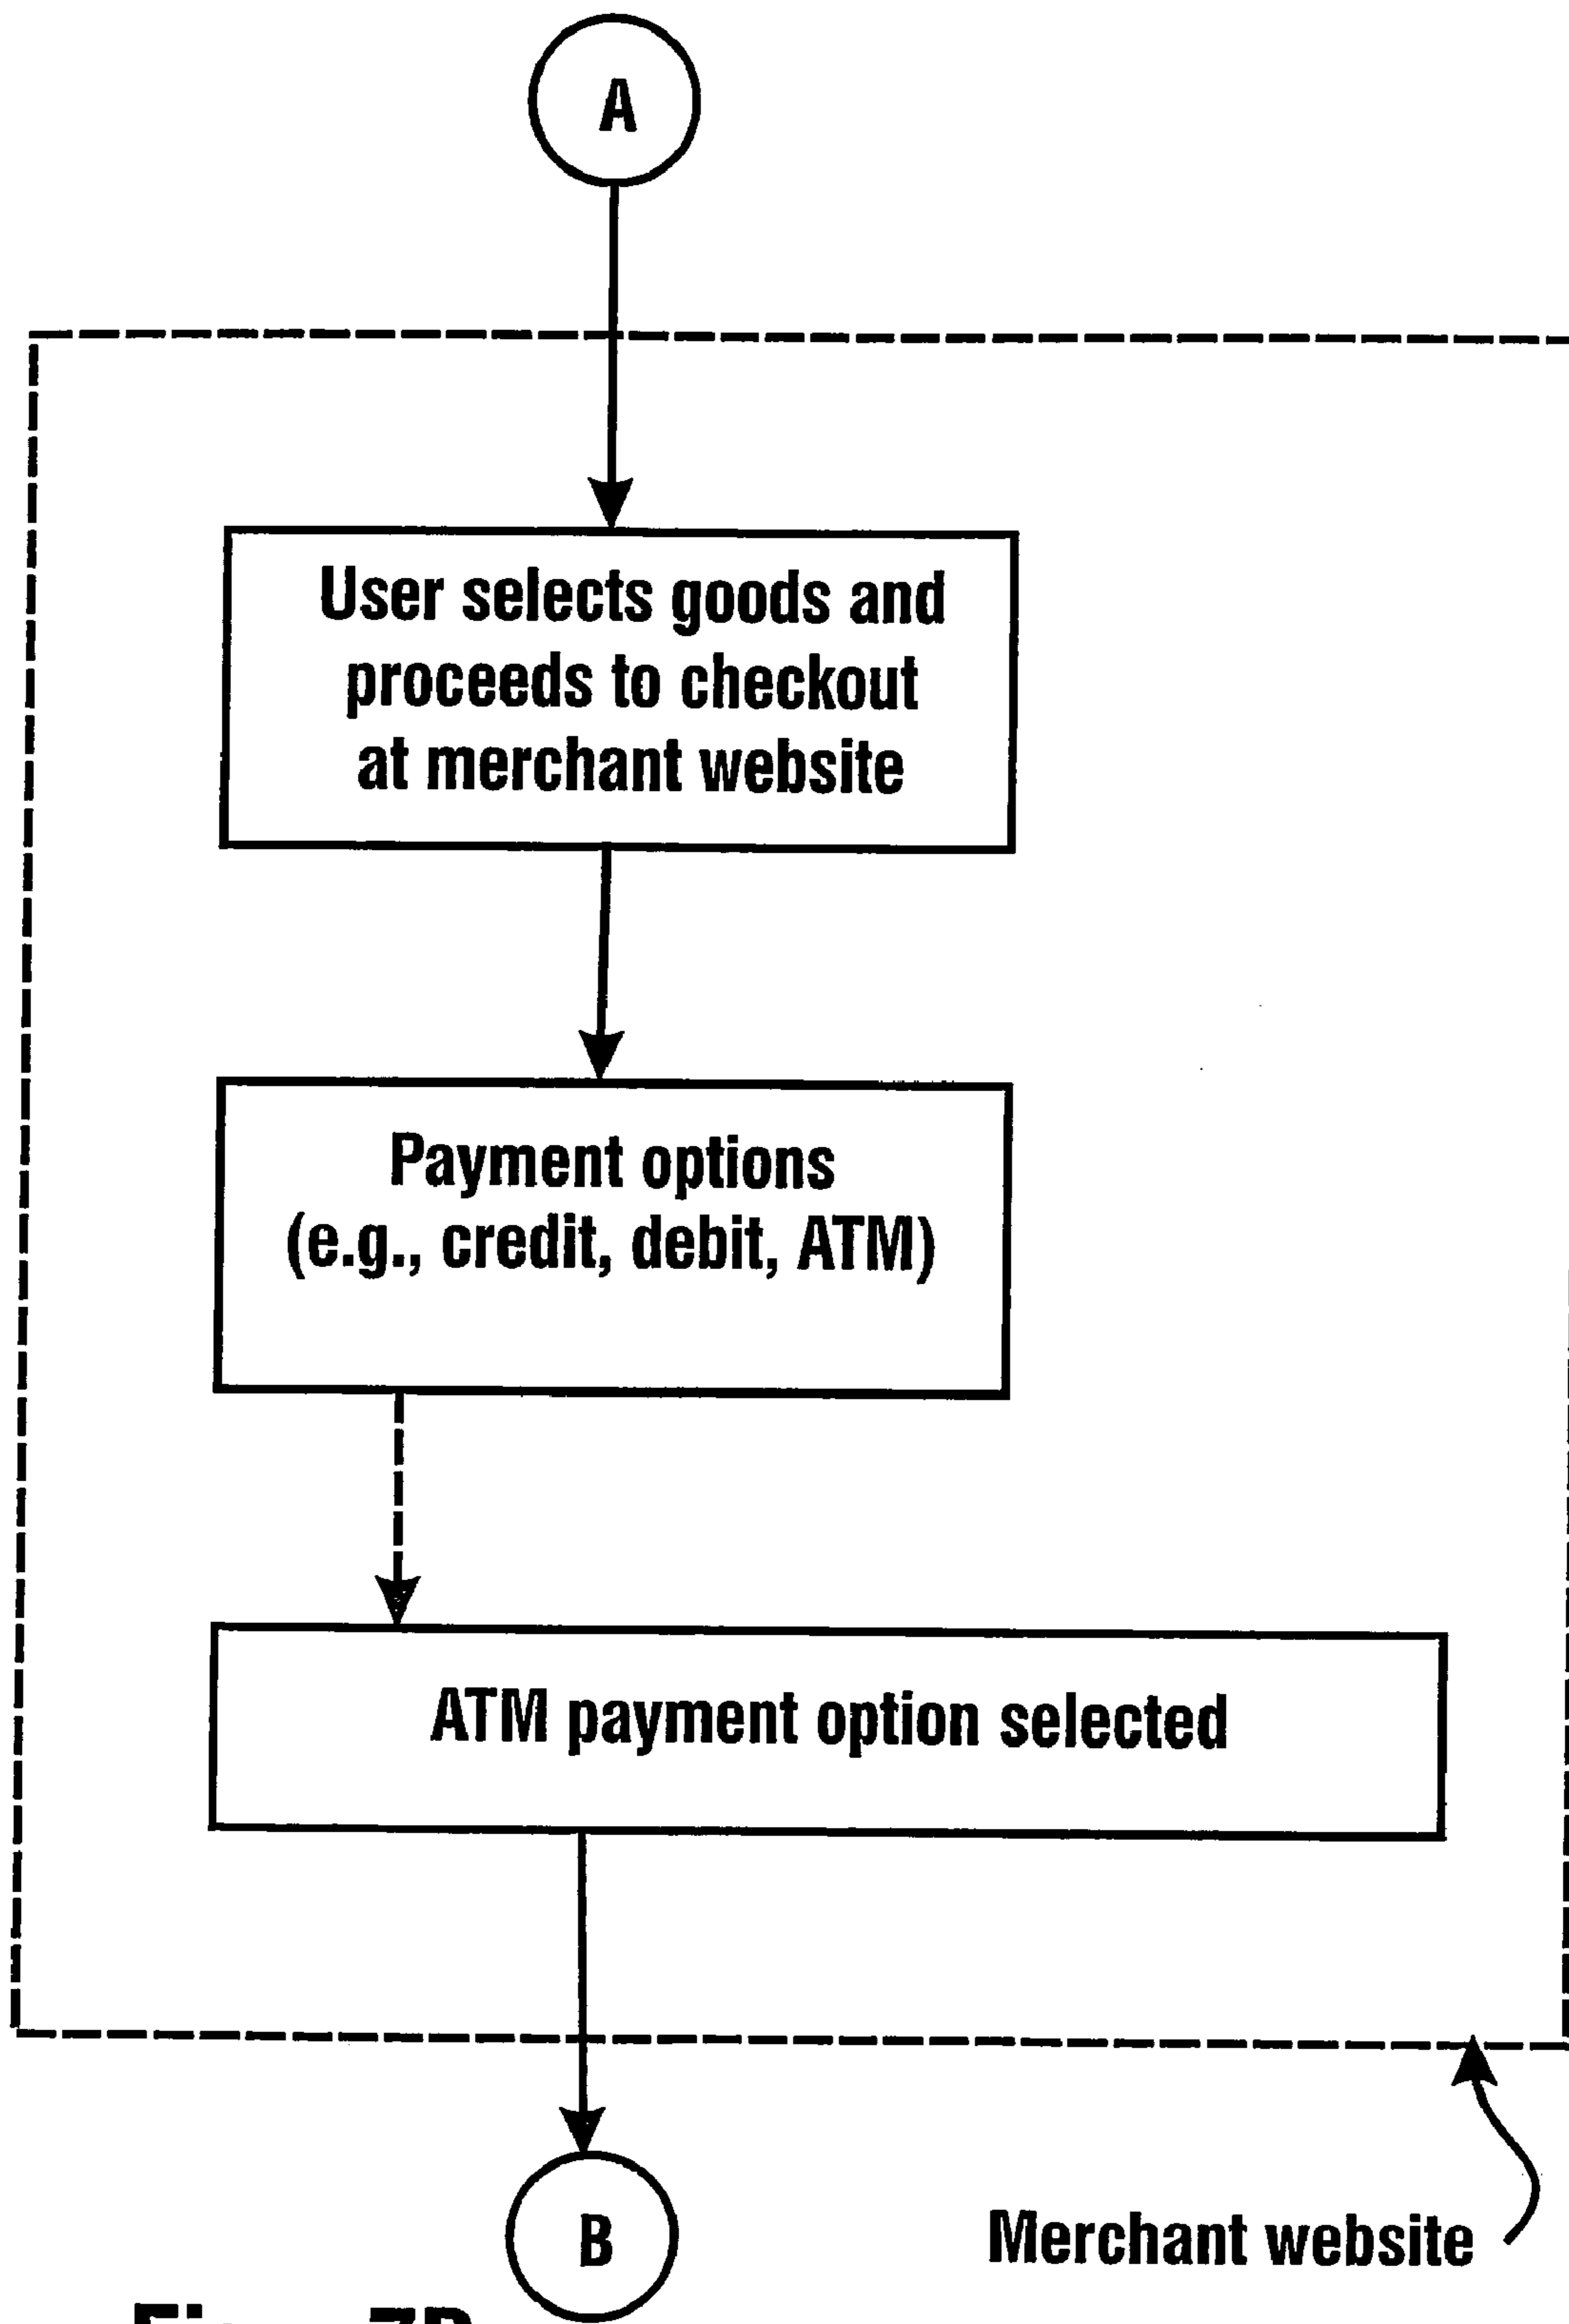 A
User selects goods and
proceeds to checkout
at merchant website
Payment options
(e.g., credit, debit, ATM)
ATM payment option selected
B
Merchant website